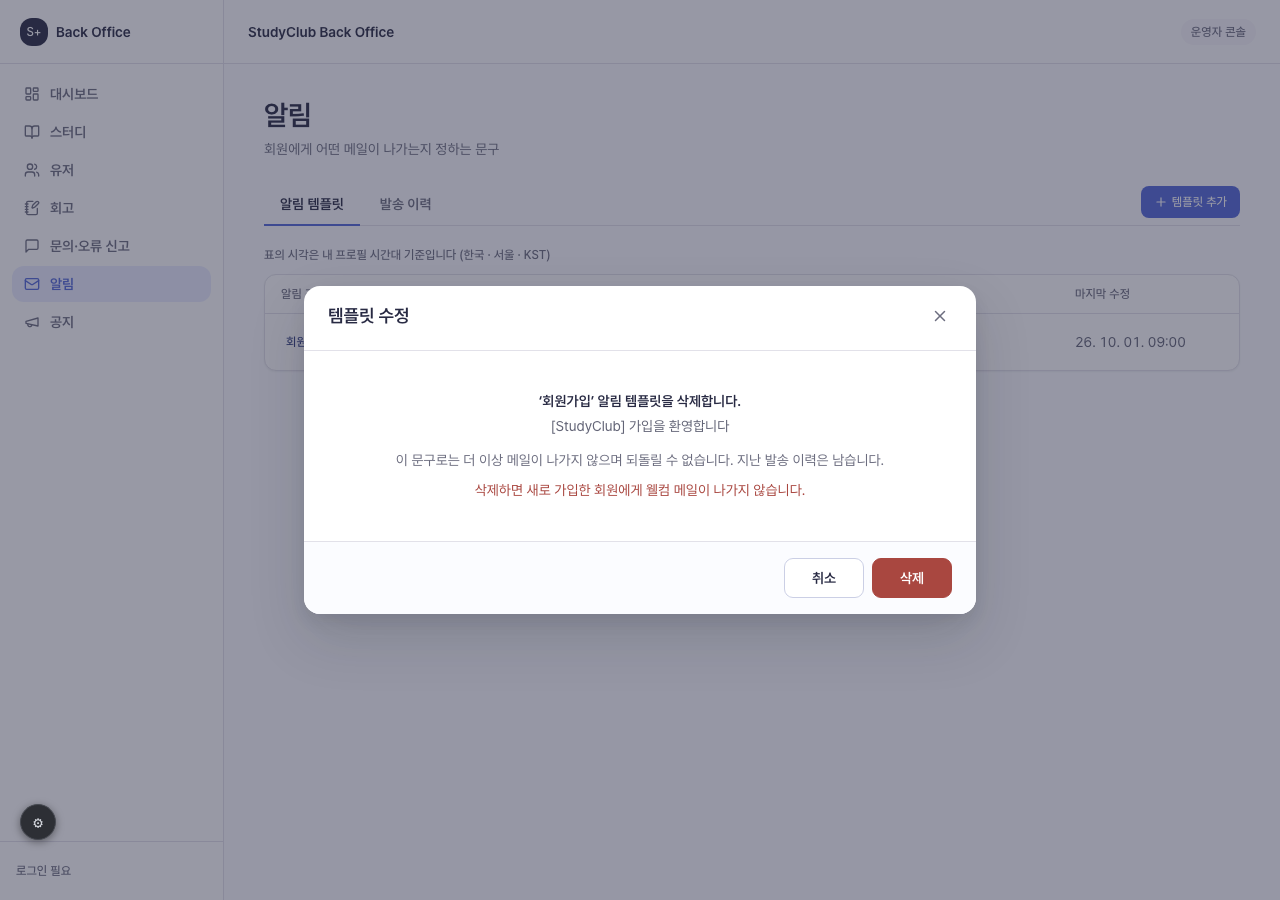 S+ Back Office
StudyClub Back Office
운영자 콘솔
대시보드
스터디
유저
회고
문의·오류 신고
알림
공지
로그인 필요
알림
회원에게 어떤 메일이 나가는지 정하는 문구
알림 템플릿
발송 이력
템플릿 추가
표의 시각은 내 프로필 시간대 기준입니다 (한국 · 서울 · KST)
알림
마지막 수정
회원
26. 10. 01. 09:00
템플릿 수정
‘회원가입’ 알림 템플릿을 삭제합니다.
[StudyClub] 가입을 환영합니다
이 문구로는 더 이상 메일이 나가지 않으며 되돌릴 수 없습니다. 지난 발송 이력은 남습니다.
삭제하면 새로 가입한 회원에게 웰컴 메일이 나가지 않습니다.
취소
삭제